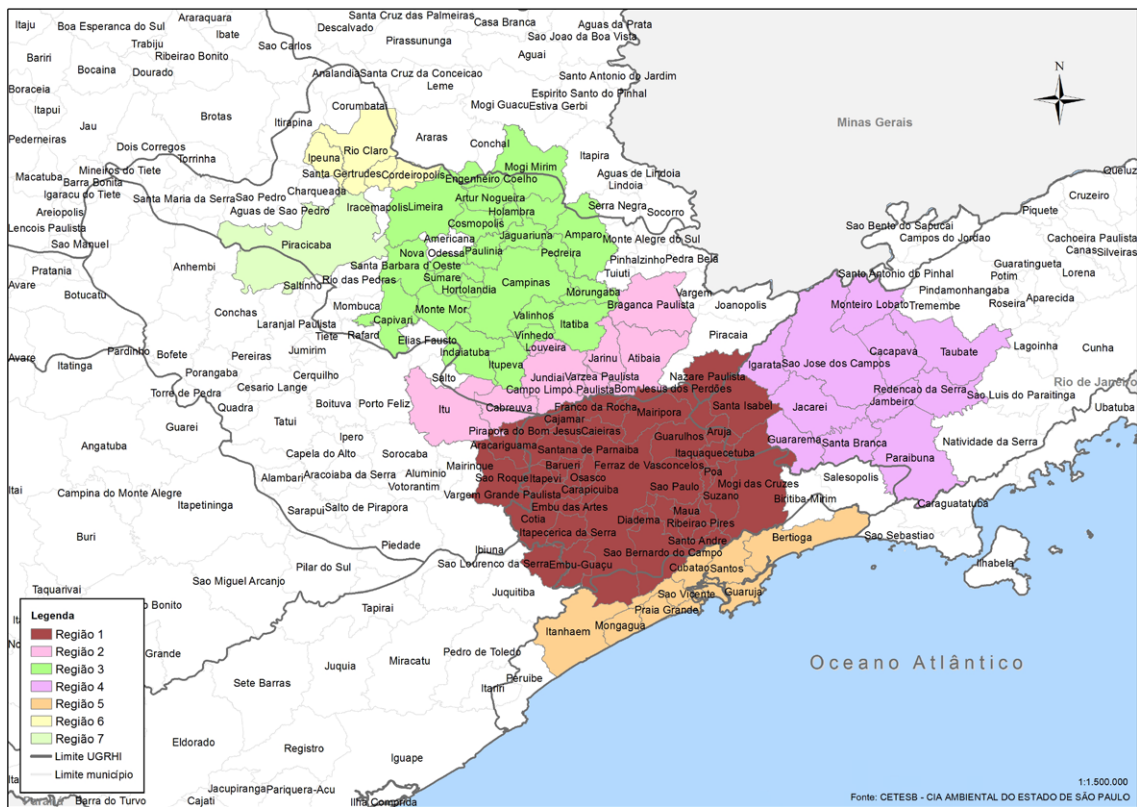 Araraquara
Itaju
Boa Esperanca do Sul
Ibate
Trabiju
Ribeirao Bonito
Sao Carlos
Descalvado
Santa Cruz das Palmeiras
Casa Branca
Aguas da Prata
Sao Joao da Boa Vista
Pirassununga
Aguai
Bariri
Bocaina
Dourado
Analandia
Santa Cruz da Conceicao
Leme
Santo Antonio do Jardim
Espirito Santo do Pinhal
Boraceia
Itapui
Brotas
Corumbatai
Mogi Guacu
Estiva Gerbi
Minas Gerais
N
Jau
Itirapina
Araras
Conchal
Pederneiras
Dois Corregos
Torrinha
Ipeuna
Rio Claro
Itapira
Mogi Mirim
Mineiros do Tiete
Macatuba
Barra Bonita
Igaracu do Tiete
Santa Gertrudes
Cordeiropolis
Engenheiro Coelho
Aguas de Lindoia
Lindoia
Queluz
Cruzeiro
Charqueada
Santa Maria da Serra
Sao Pedro
Aguas de Sao Pedro
Iracemapolis
Limeira
Artur Nogueira
Holambra
Serra Negra
Socorro
Piquete
Areiopolis
Lencois Paulista
Sao Manuel
Cosmopolis
Jaguariuna
Amparo
Monte Alegre do Sul
Sao Bento do Sapucai
Campos do Jordao
Cachoeira Paulista
Canas
Silveiras
Piracicaba
Americana
Nova Odessa
Paulinia
Pedreira
Pinhalzinho
Pedra Bela
Tuiuti
Guaratingueta
Potim
Lorena
Pratania
Anhembi
Santa Barbara d'Oeste
Sumare
Hortolandia
Campinas
Morungaba
Santo Antonio do Pinhal
Pindamonhangaba
Roseira
Aparecida
Avare
Botucatu
Saltinho
Rio das Pedras
Mombuca
Vargem
Braganca Paulista
Joanopolis
Monteiro Lobato
Tremembe
Conchas
Laranjal Paulista
Tiete
Capivari
Rafard
Monte Mor
Elias Fausto
Valinhos
Vinhedo
Itatiba
Piracaia
Cacapava
Taubate
Lagoinha
Cunha
Avare
Itatinga
Pardinho
Bofete
Pereiras
Jumirim
Indaiatuba
Louveira
Itupeva
Jarinu
Atibaia
Igarata
Sao Jose dos Campos
Porangaba
Torre de Pedra
Cesario Lange
Cerquilho
Salto
Jundiai
Varzea Paulista
Campo Limpo Paulista
Bom Jesus dos Perdões
Nazare Paulista
Redencao da Serra
Jambeiro
Sao Luis do Paraitinga
Rio de Janeiro
Quadra
Boituva
Porto Feliz
Itu
Cabreuva
Franco da Rocha
Cajamar
Mairipora
Santa Isabel
Jacarei
Ubatuba
Guarei
Tatui
Ipero
Pirapora do Bom Jesus
Caieiras
Guarulhos
Aruja
Guararema
Santa Branca
Natividade da Serra
Angatuba
Capela do Alto
Sorocaba
Aracariguama
Santana de Parnaiba
Itaquaquecetuba
Paraibuna
Itai
Campina do Monte Alegre
Alambari
Aracoiaba da Serra
Aluminio
Mairinque
Sao Roque
Itapevi
Barueri
Osasco
Ferraz de Vasconcelos
Poa
Mogi das Cruzes
Salesopolis
Itapetininga
Votorantim
Vargem Grande Paulista
Carapicuiba
Sao Paulo
Suzano
Biritiba-Mirim
Caraguatatuba
Sarapui
Salto de Pirapora
Embu das Artes
Cotia
Diadema
Maua
Ribeirao Pires
Buri
Piedade
Ibiuna
Itapecerica da Serra
Santo Andre
Bertioga
Sao Sebastiao
Sao Lourenco da Serra
Embu-Guaçu
Sao Bernardo do Campo
Cubatao
Santos
Ilhabela
Pilar do Sul
Sao Miguel Arcanjo
Taquarivai
Juquitiba
Sao Vicente
Guaruja
Praia Grande
Tapirai
Itanhaem
Mongagua
Bonito
Grande
Juquia
Miracatu
Pedro de Toledo
Peruibe
Itariri
Sete Barras
Oceano Atlântico
Eldorado
Registro
Iguape
Jacupiranga
Pariquera-Acu
Ilha Comprida
Barra do Turvo
Cajati
Paraná
Legenda
Região 1
Região 2
Região 3
Região 4
Região 5
Região 6
Região 7
Limite UGRHI
Limite município
1:1.500.000
Fonte: CETESB - CIA AMBIENTAL DO ESTADO DE SÃO PAULO